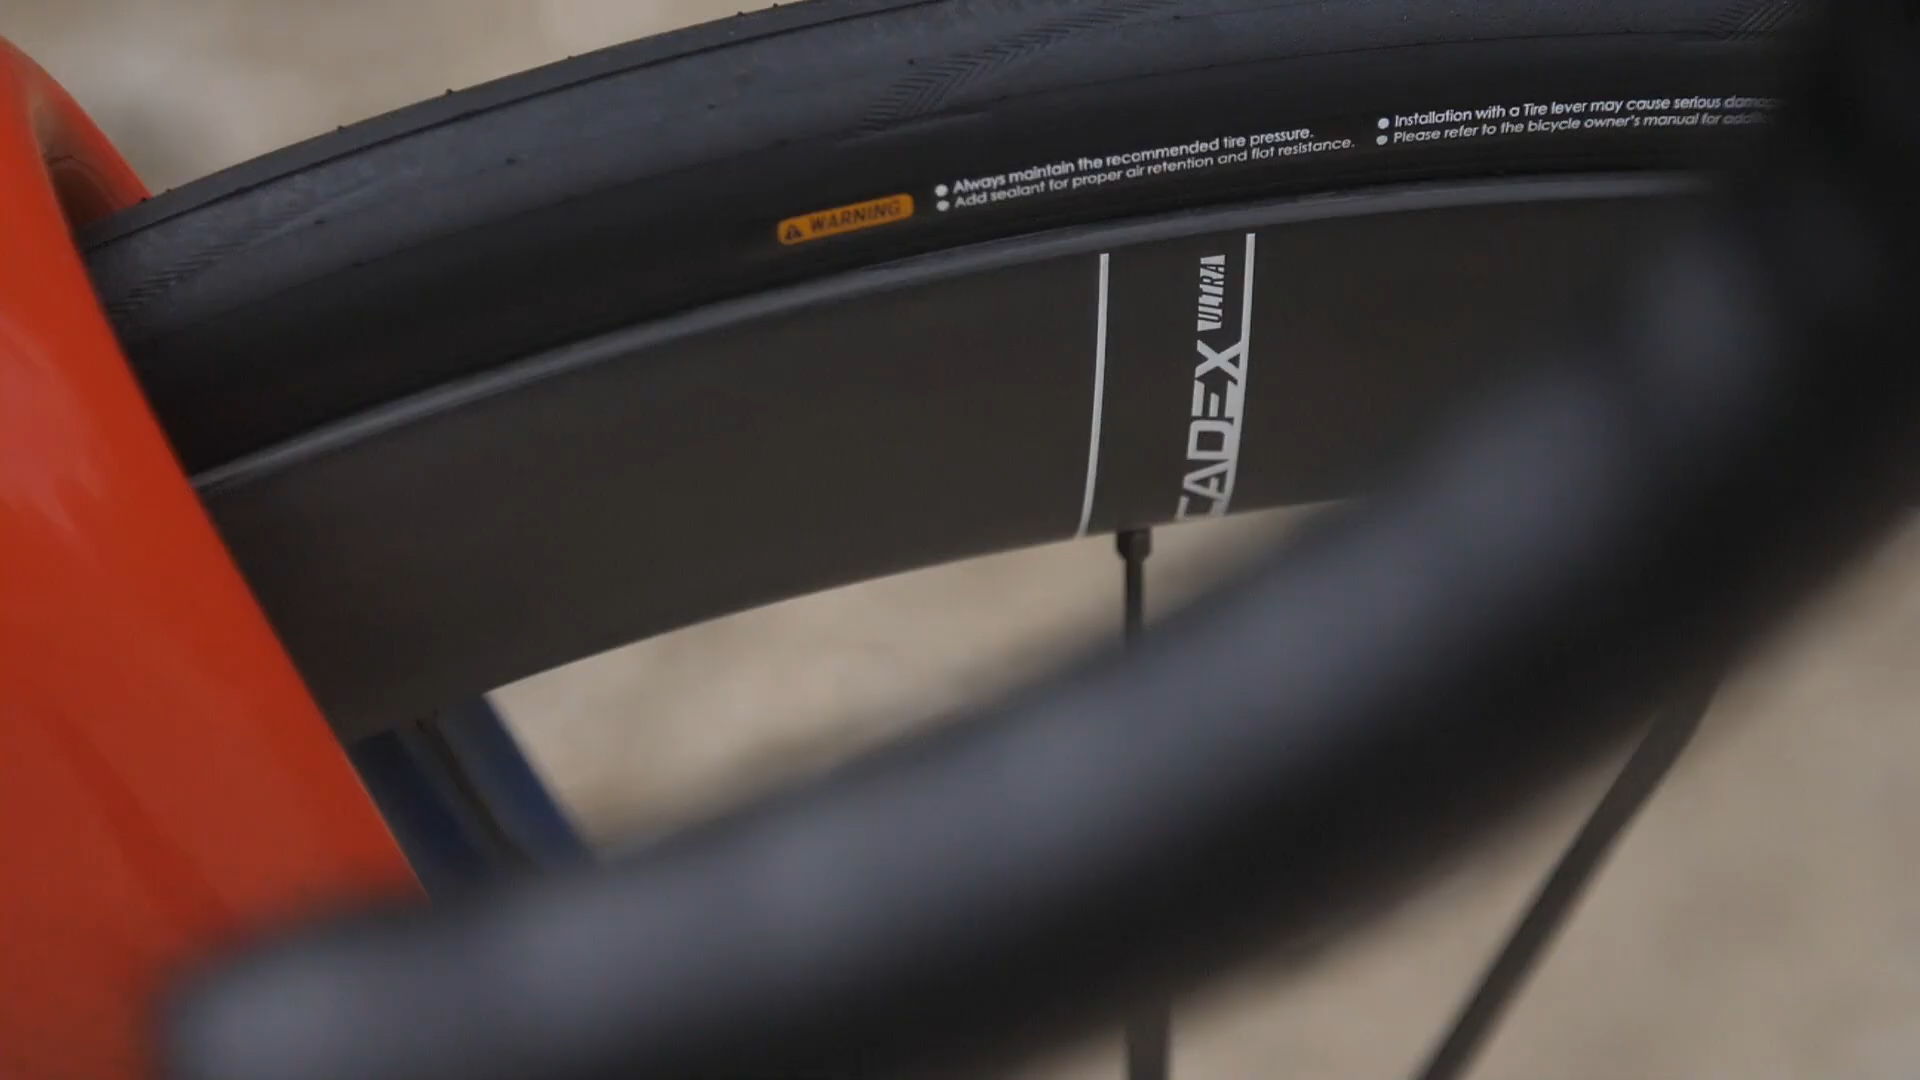 WARNING
● Always maintain the recommended tire pressure.
● Add sealant for proper air retention and flat resistance.
● Installation with a Tire lever may cause serious damage
● Please refer to the bicycle owner's manual for
CADEX ULTRA